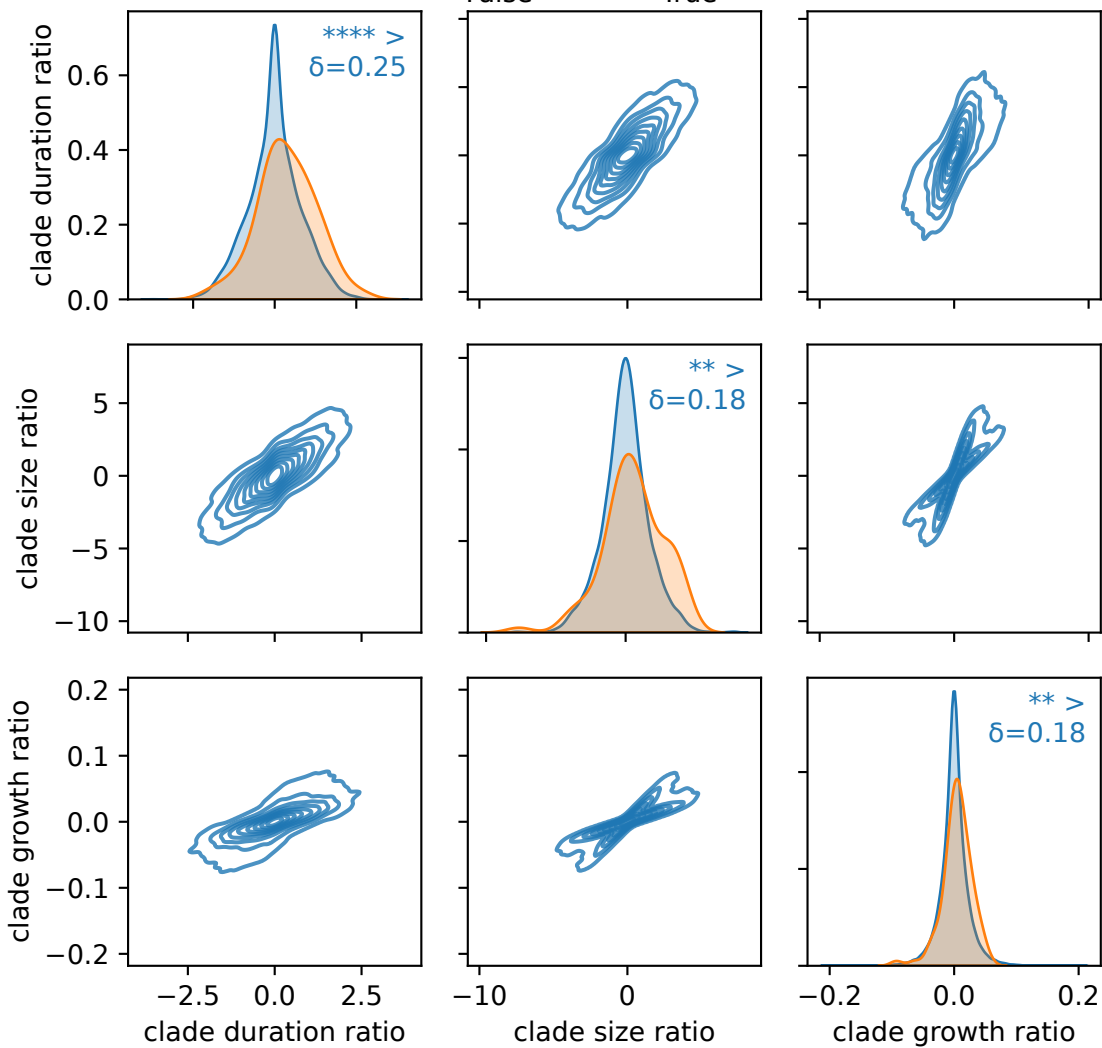 False True
clade duration ratio
0.6
0.4
0.2
0.0
**** >
δ=0.25
clade size ratio
5
0
−5
−10
** >
δ=0.18
clade growth ratio
0.2
0.1
0.0
−0.1
−0.2
** >
δ=0.18
−2.5 0.0 2.5
−10 0
−0.2 0.0 0.2
clade duration ratio
clade size ratio
clade growth ratio